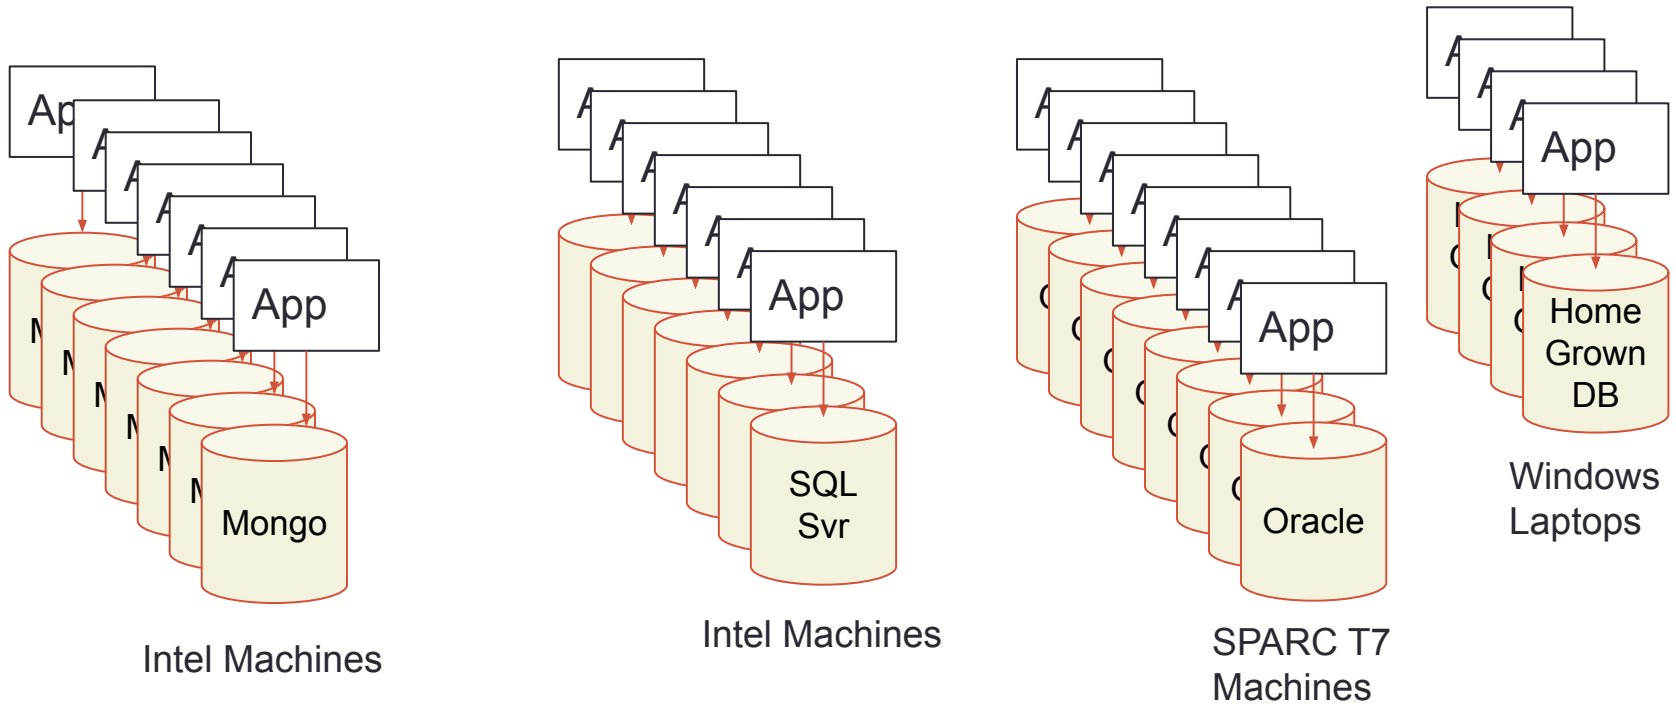 App
App
App
App
Mongo
SQL
Svr
Oracle
Home
Grown
DB
Intel Machines
Intel Machines
SPARC T7
Machines
Windows
Laptops